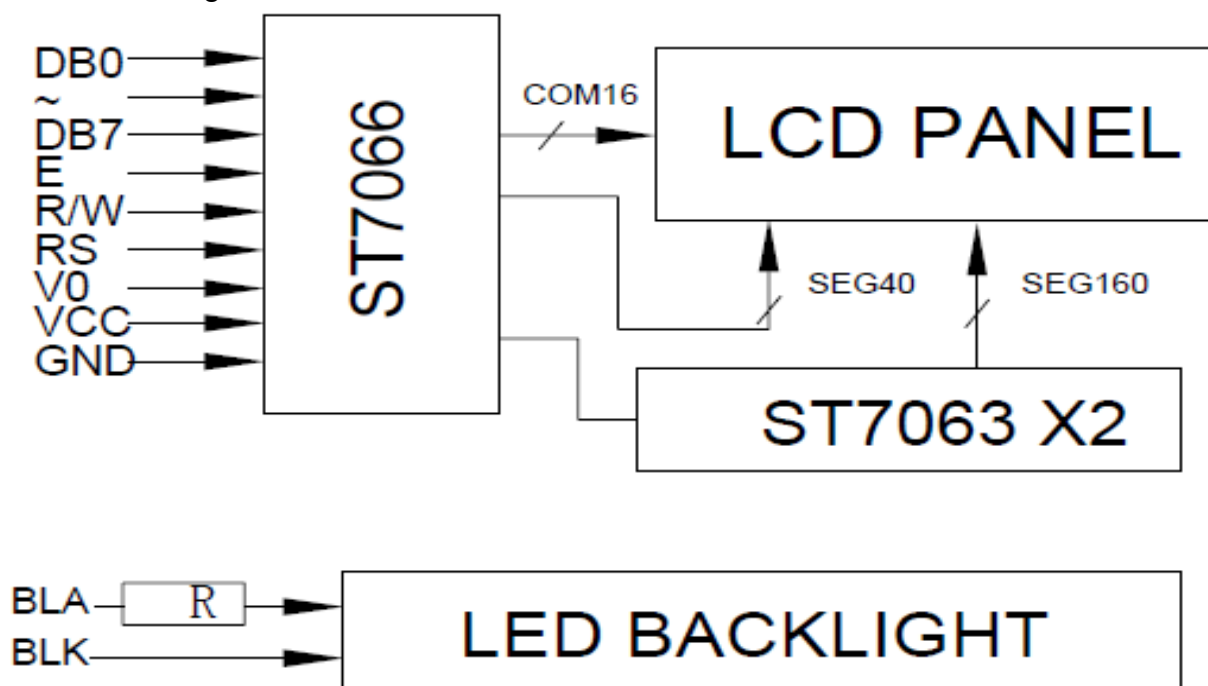 DB0
~
DB7
E
R/W
RS
V0
VCC
GND
ST7066
COM16
LCD PANEL
SEG40
SEG160
ST7063 X2
BLA
R
BLK
LED BACKLIGHT